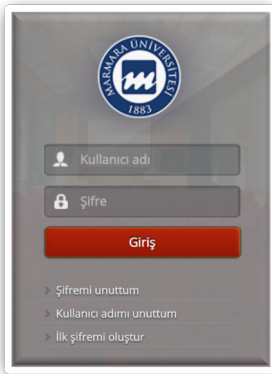 MARMARA ÜNİVERSİTESİ
m
1883
Kullanıcı adı
Şifre
Giriş
Şifremi unuttum
Kullanıcı adımı unuttum
İlk şifremi oluştur